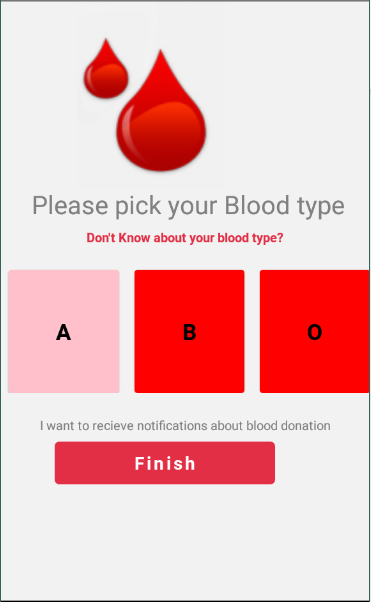 Please pick your Blood type
Don't Know about your blood type?
A B O
I want to recieve notifications about blood donation
Finish